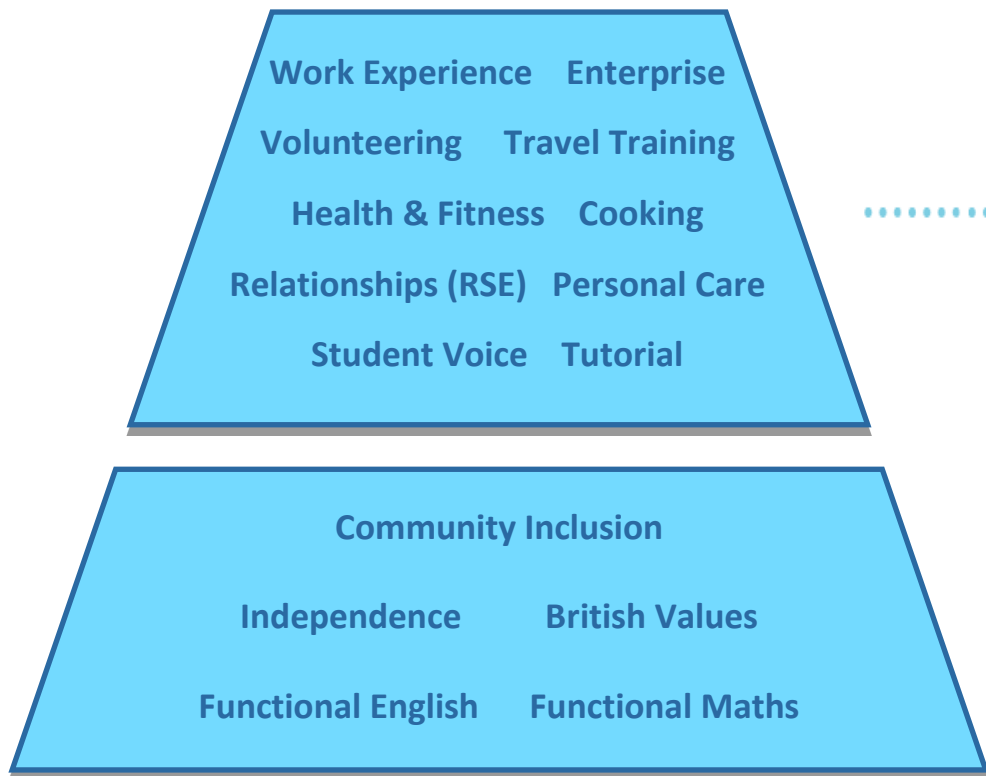 Work Experience Enterprise
Volunteering Travel Training
Health & Fitness Cooking
Relationships (RSE) Personal Care
Student Voice Tutorial
Community Inclusion
Independence British Values
Functional English Functional Maths